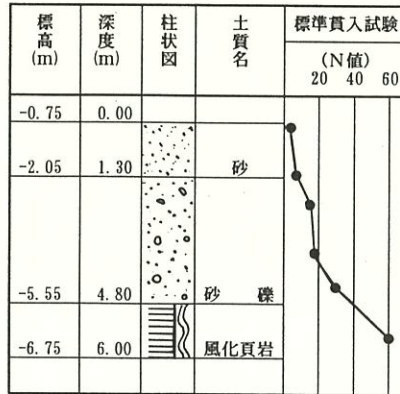 標高(m) 深度(m) 柱状図 土質名 標準貫入試験
(N値)
20 40 60
-0.75 0.00
-2.05 1.30 砂
-5.55 4.80 砂 礫
-6.75 6.00 風化頁岩